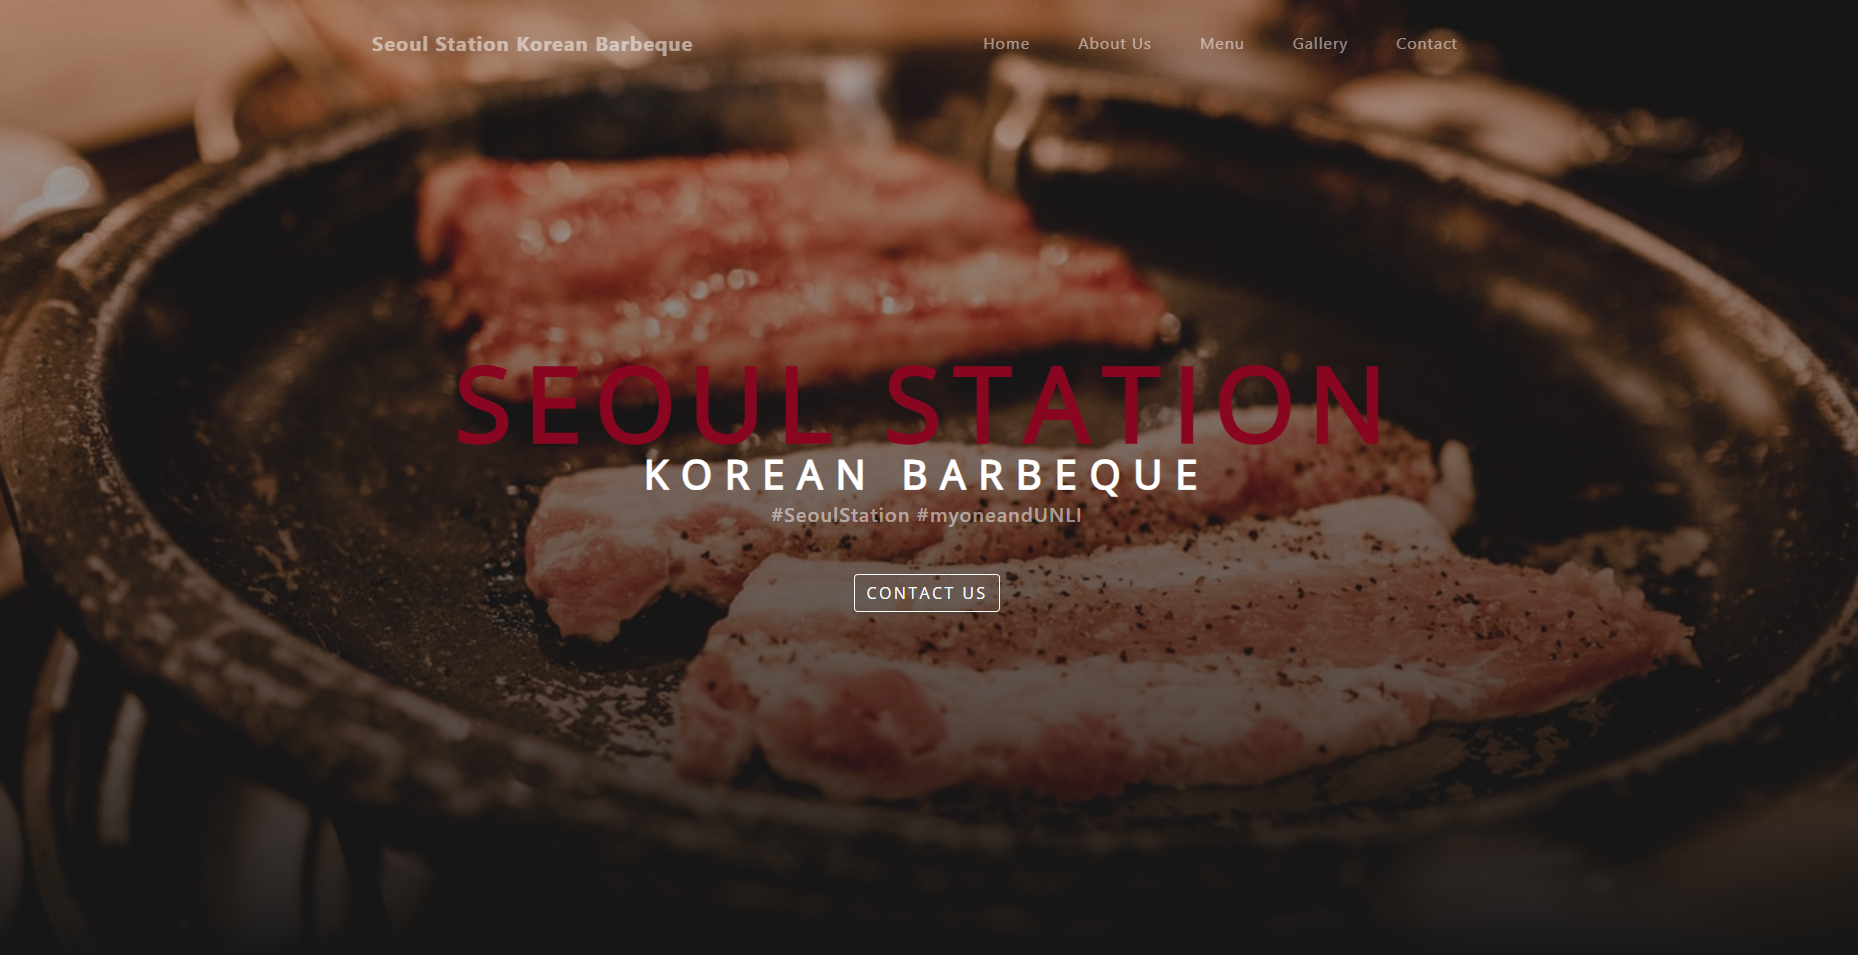 Seoul Station Korean Barbeque
Home About Us Menu Gallery Contact
SEOUL STATION
KOREAN BARBEQUE
#SeoulStation #myoneandUNLI
CONTACT US